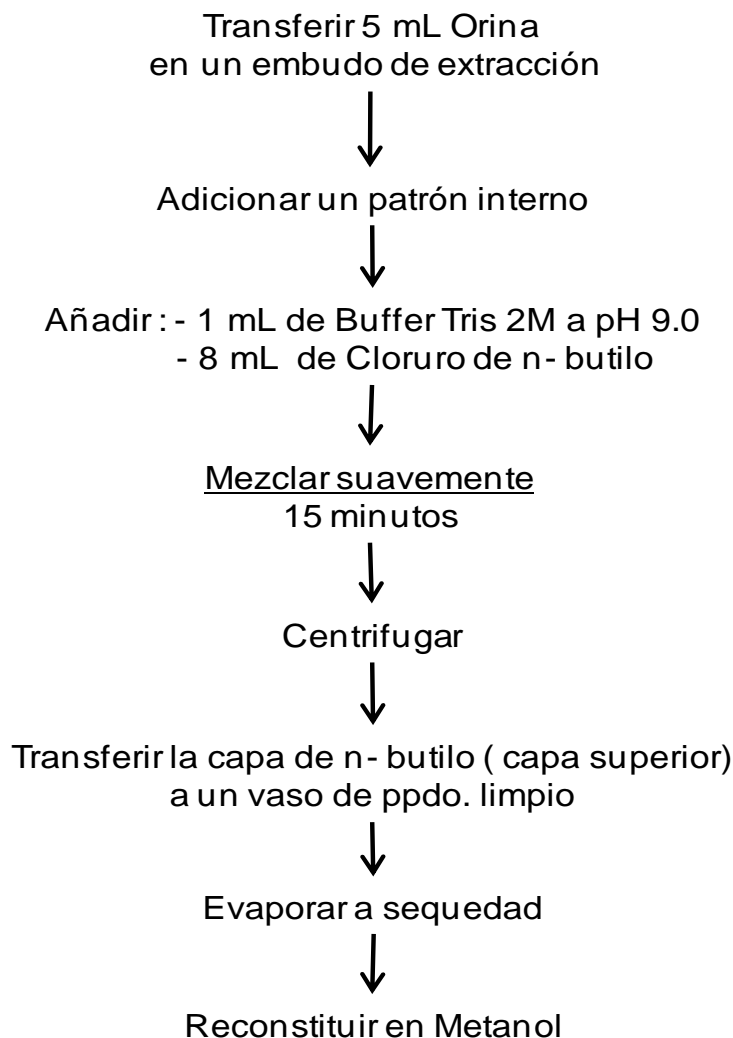 Transferir 5 mL Orina
en un embudo de extracción
Adicionar un patrón interno
Añadir : - 1 mL de Buffer Tris 2M a pH 9.0
- 8 mL de Cloruro de n- butilo
Mezclar suavemente
15 minutos
Centrifugar
Transferir la capa de n- butilo ( capa superior)
a un vaso de ppdo. limpio
Evaporar a sequedad
Reconstituir en Metanol